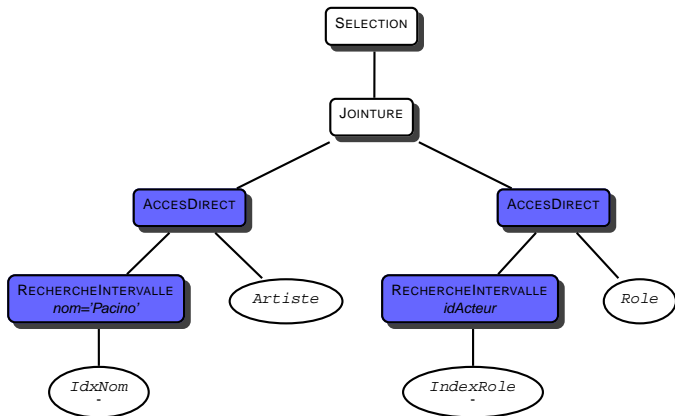 SELECTION
JOINTURE
ACCESDIRECT
ACCESDIRECT
RECHERCHEINTERVALLE
nom='Pacino'
Artiste
RECHERCHEINTERVALLE
idActeur
Role
IdxNom
-
IndexRole
-